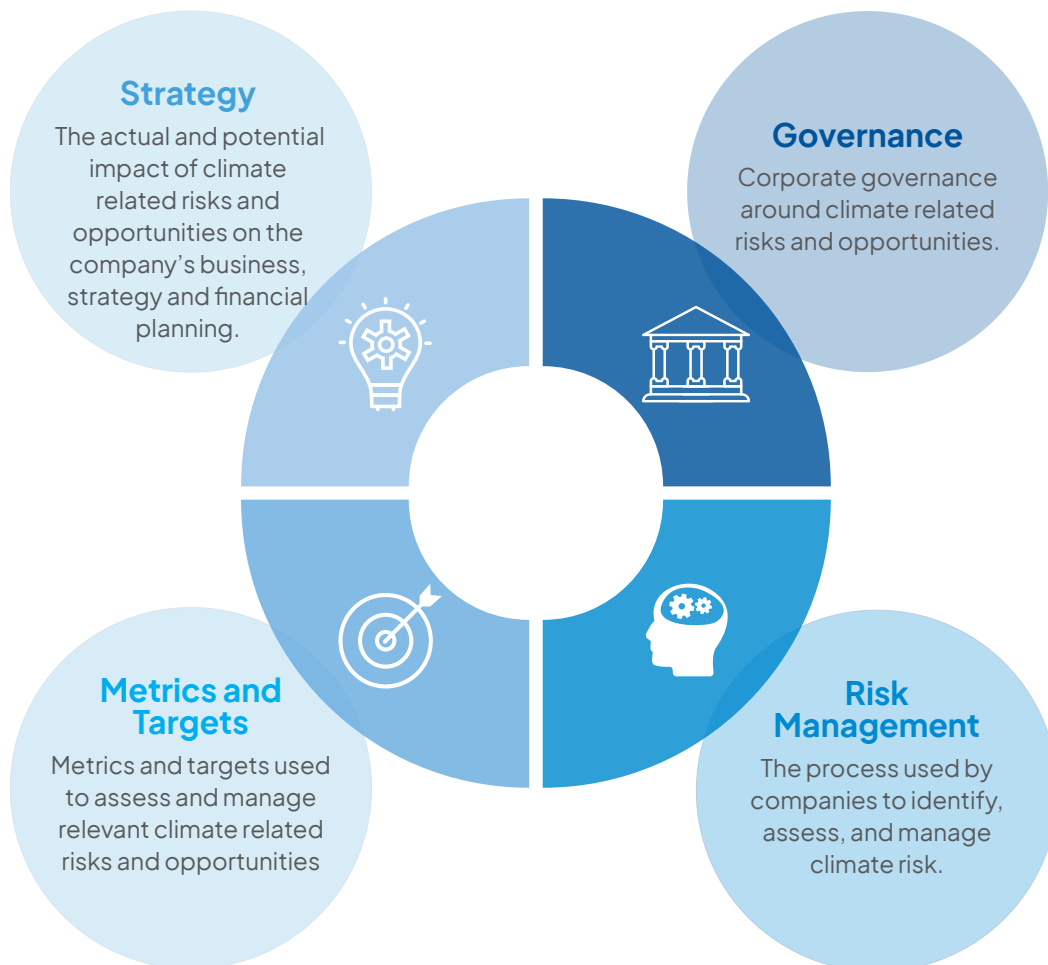 Strategy
The actual and potential
impact of climate
related risks and
opportunities on the
company’s business,
strategy and financial
planning.
Governance
Corporate governance
around climate related
risks and opportunities.
Metrics and
Targets
Metrics and targets used
to assess and manage
relevant climate related
risks and opportunities
Risk
Management
The process used by
companies to identify,
assess, and manage
climate risk.